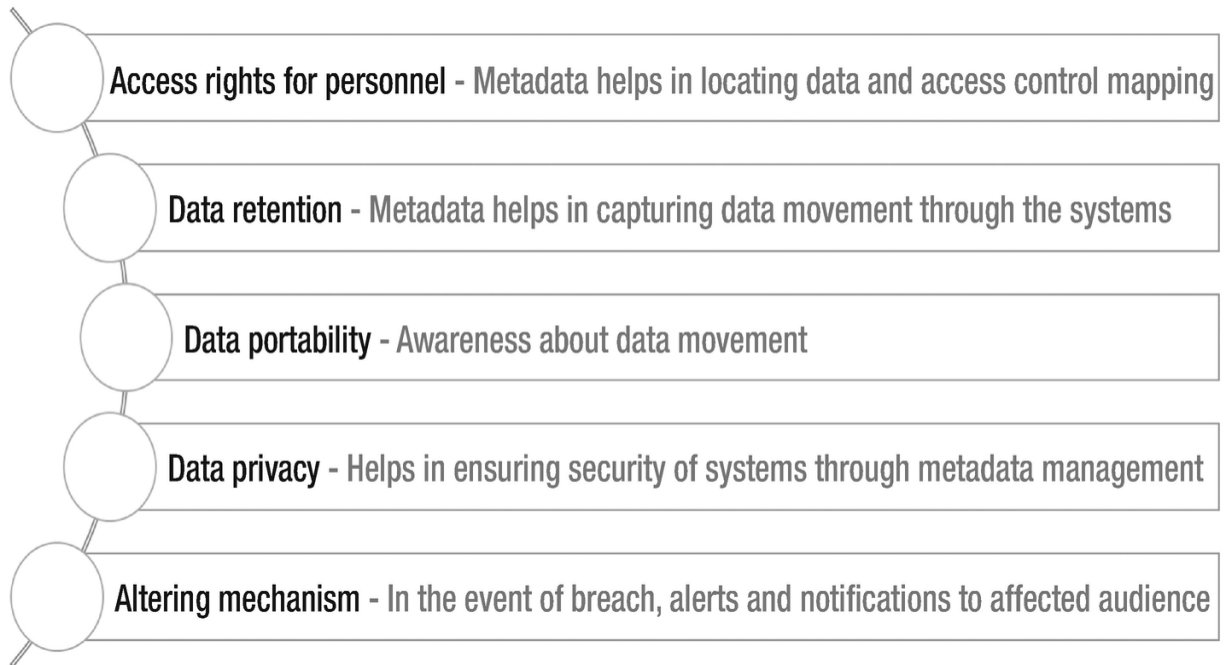 Access rights for personnel - Metadata helps in locating data and access control mapping
Data retention - Metadata helps in capturing data movement through the systems
Data portability - Awareness about data movement
Data privacy - Helps in ensuring security of systems through metadata management
Altering mechanism - In the event of breach, alerts and notifications to affected audience